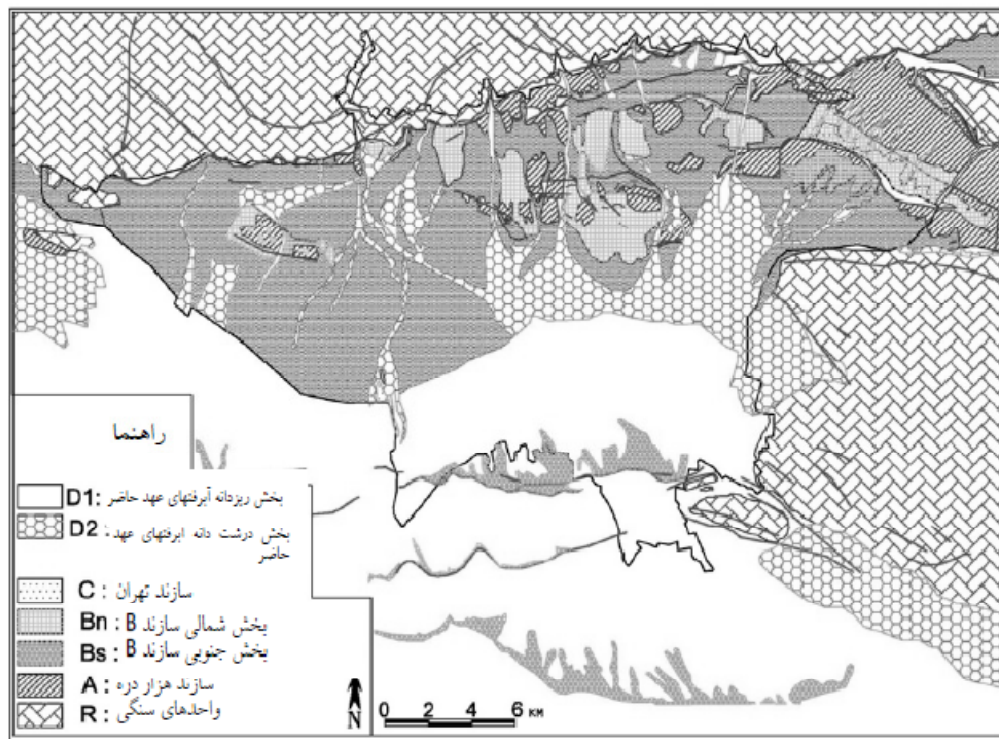 راهنما
D1: بخش ریزدانه آبرفتهای عهد حاضر
D2: بخش درشت دانه ابرفتهای عهد
حاضر
C : سازند تهران
Bn : بخش شمالی سازند B
Bs : بخش جنوبی سازند B
A : سازند هزار دره
R : واحدهای سنگی
N
0 2 4 6 KM